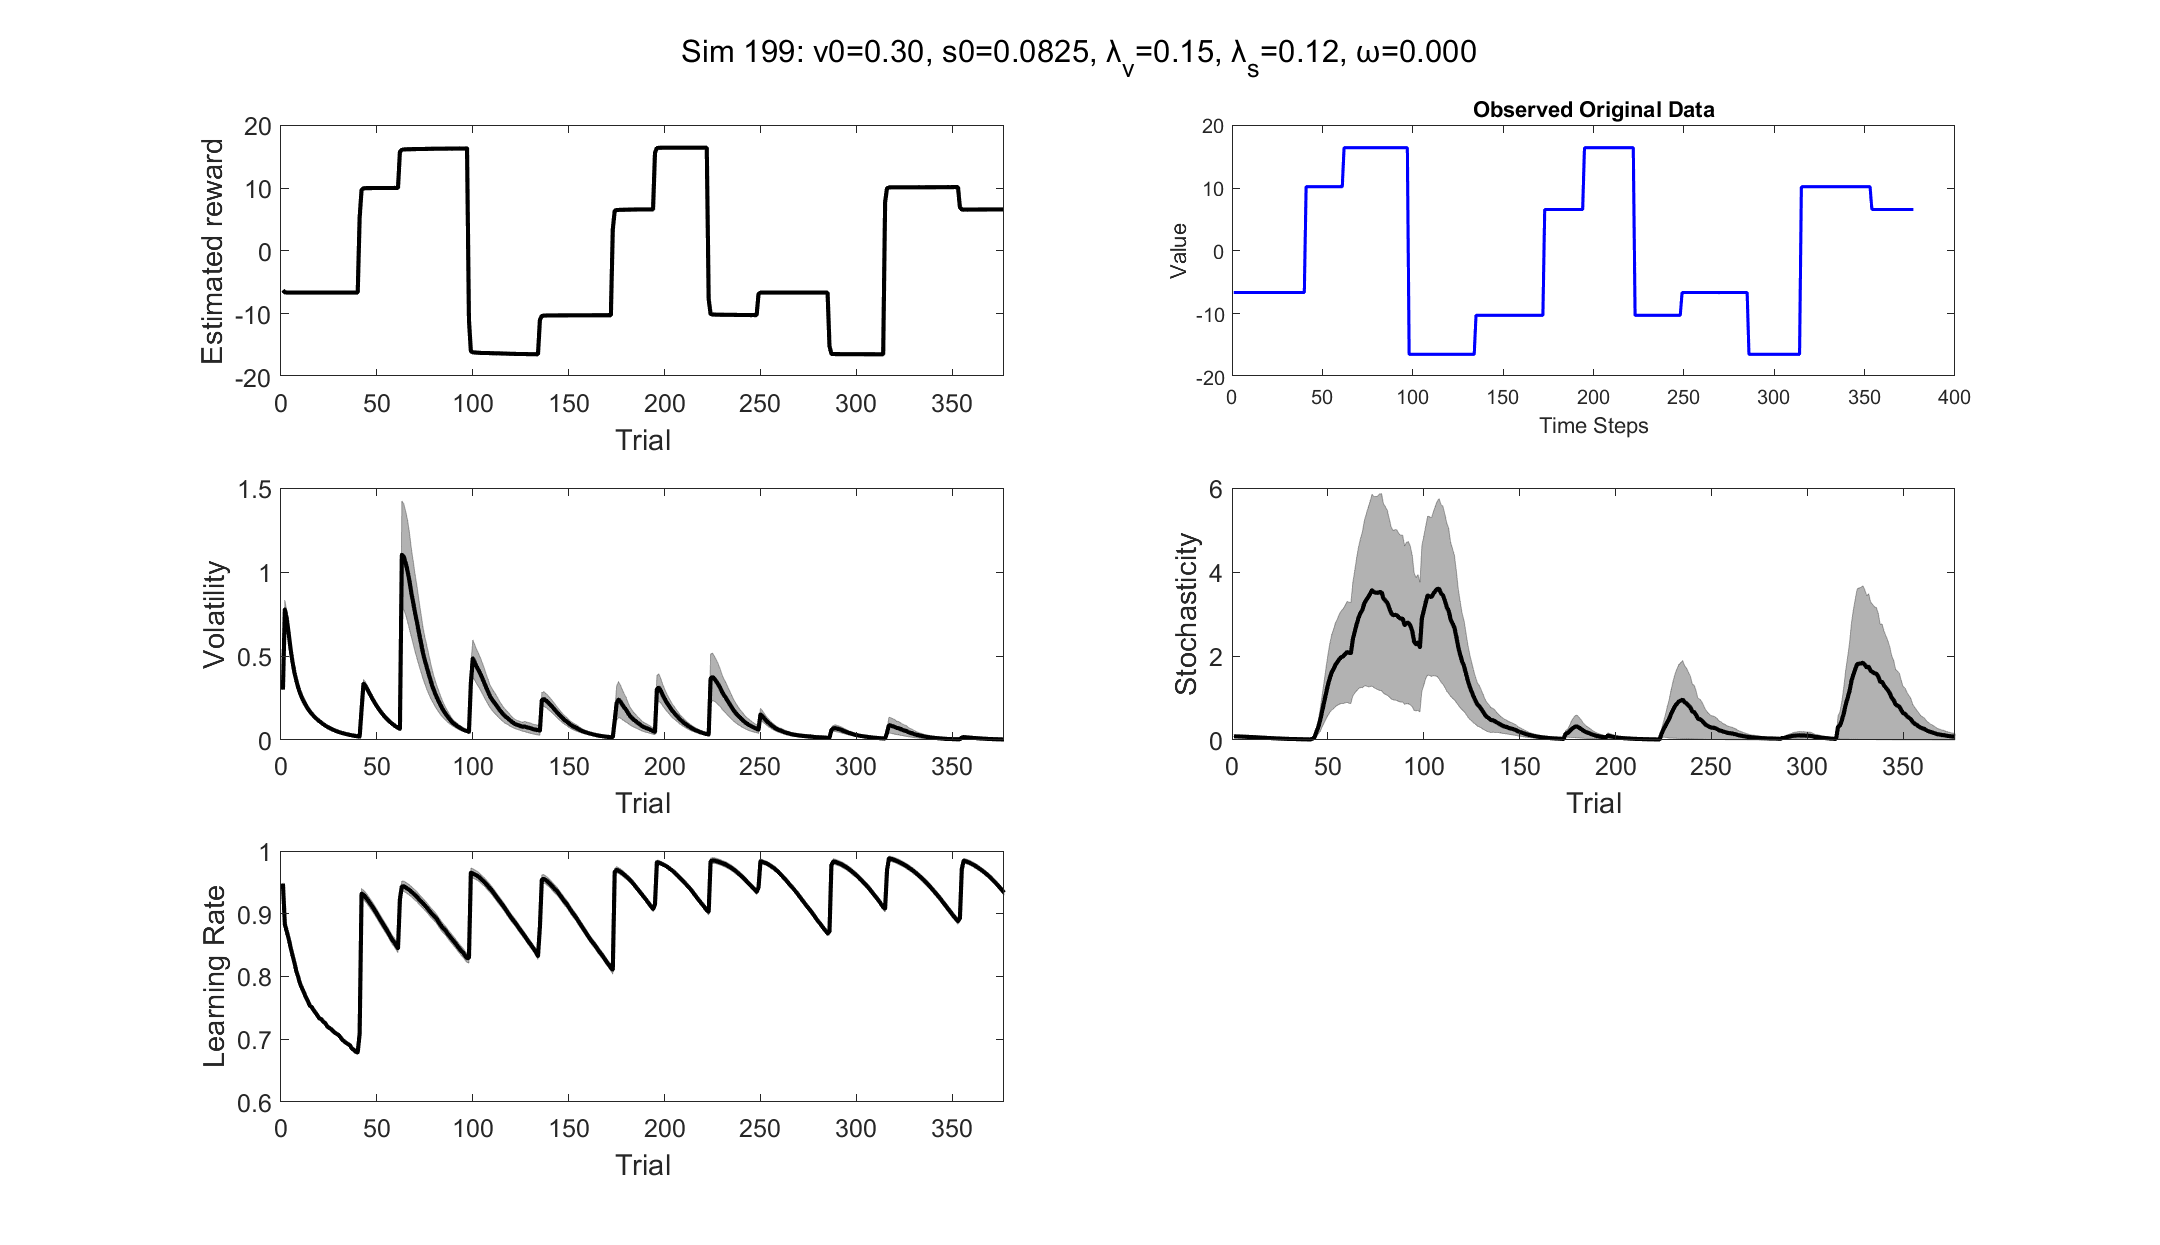 Sim 199: v0=0.30, s0=0.0825, λv=0.15, λs=0.12, ω=0.000
Estimated reward
20
10
0
-10
-20
0 50 100 150 200 250 300 350
Trial
Observed Original Data
Value
20
10
0
-10
-20
0 50 100 150 200 250 300 350 400
Time Steps
Volatility
1.5
1
0.5
0
0 50 100 150 200 250 300 350
Trial
Stochasticity
6
4
2
0
0 50 100 150 200 250 300 350
Trial
Learning Rate
1
0.9
0.8
0.7
0.6
0 50 100 150 200 250 300 350
Trial